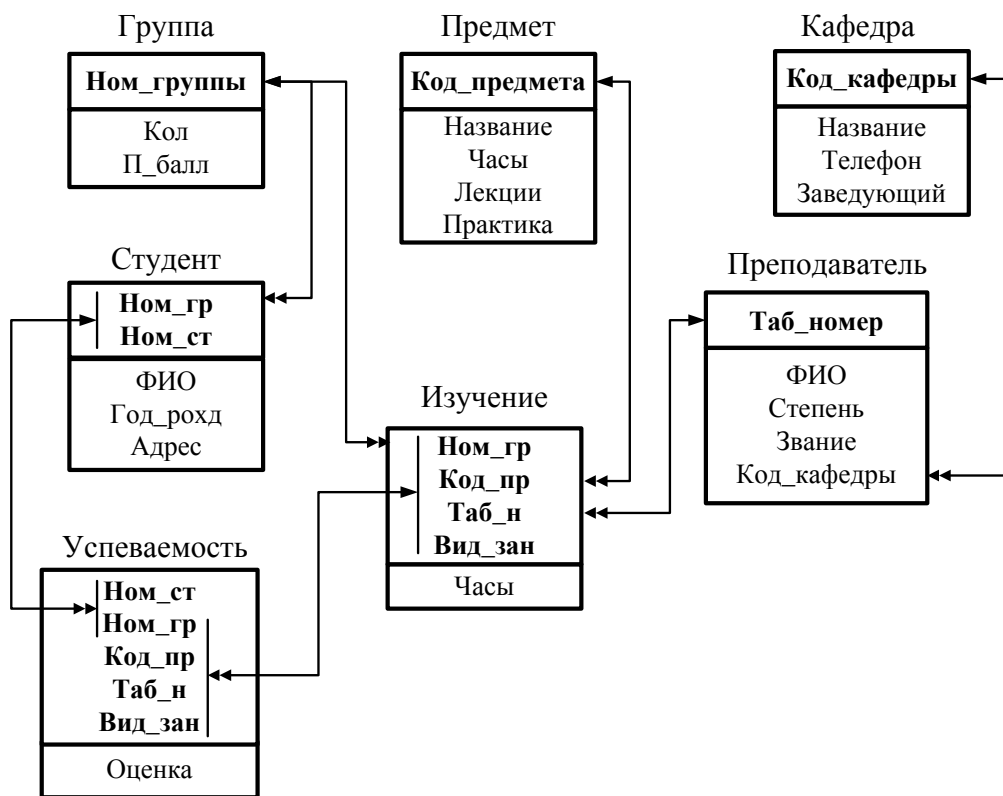 Группа
Ном_группы
Кол
П_балл
Предмет
Код_предмета
Название
Часы
Лекции
Практика
Кафедра
Код_кафедры
Название
Телефон
Заведующий
Студент
Ном_гр
Ном_ст
ФИО
Год_рохд
Адрес
Преподаватель
Таб_номер
ФИО
Степень
Звание
Код_кафедры
Изучение
Ном_гр
Код_пр
Таб_н
Вид_зан
Часы
Успеваемость
Ном_ст
Ном_гр
Код_пр
Таб_н
Вид_зан
Оценка